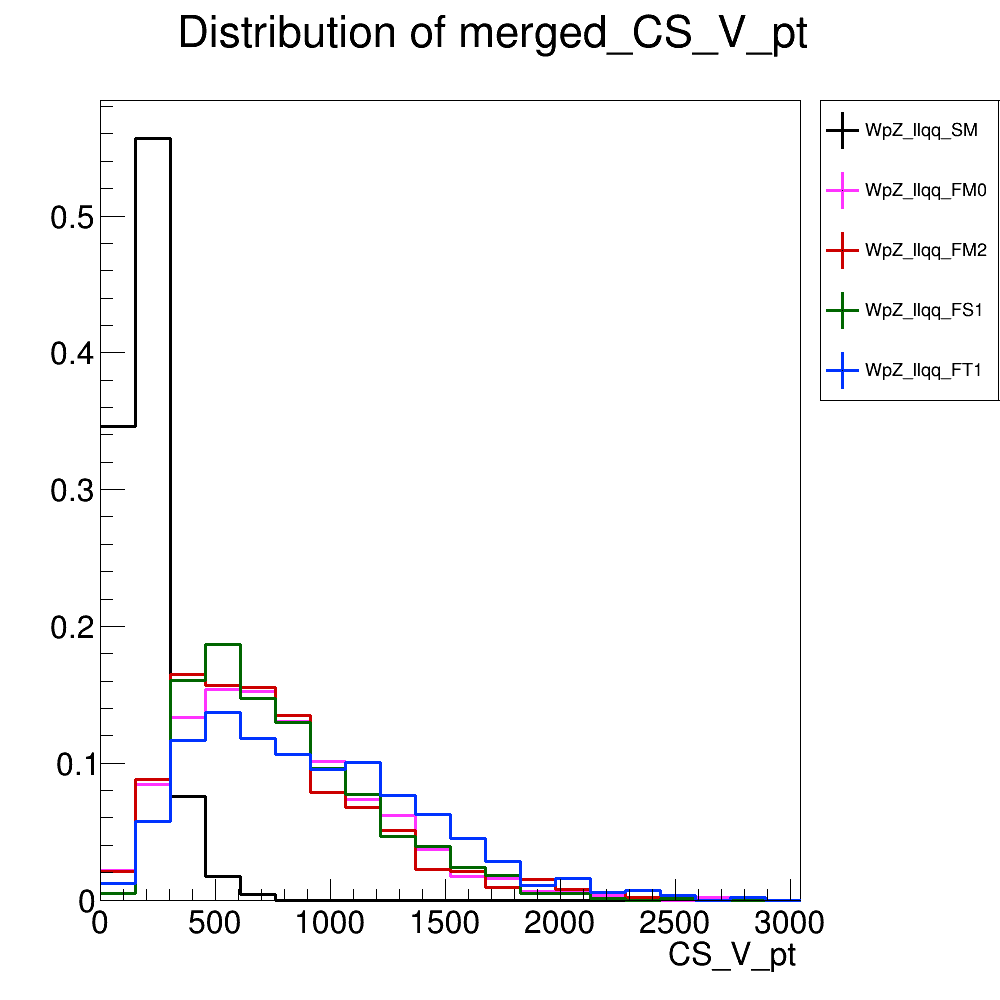 Distribution of merged_CS_V_pt
WpZ_llqq_SM
WpZ_llqq_FM0
WpZ_llqq_FM2
WpZ_llqq_FS1
WpZ_llqq_FT1
0.5
0.4
0.3
0.2
0.1
0
0 500 1000 1500 2000 2500 3000
CS_V_pt